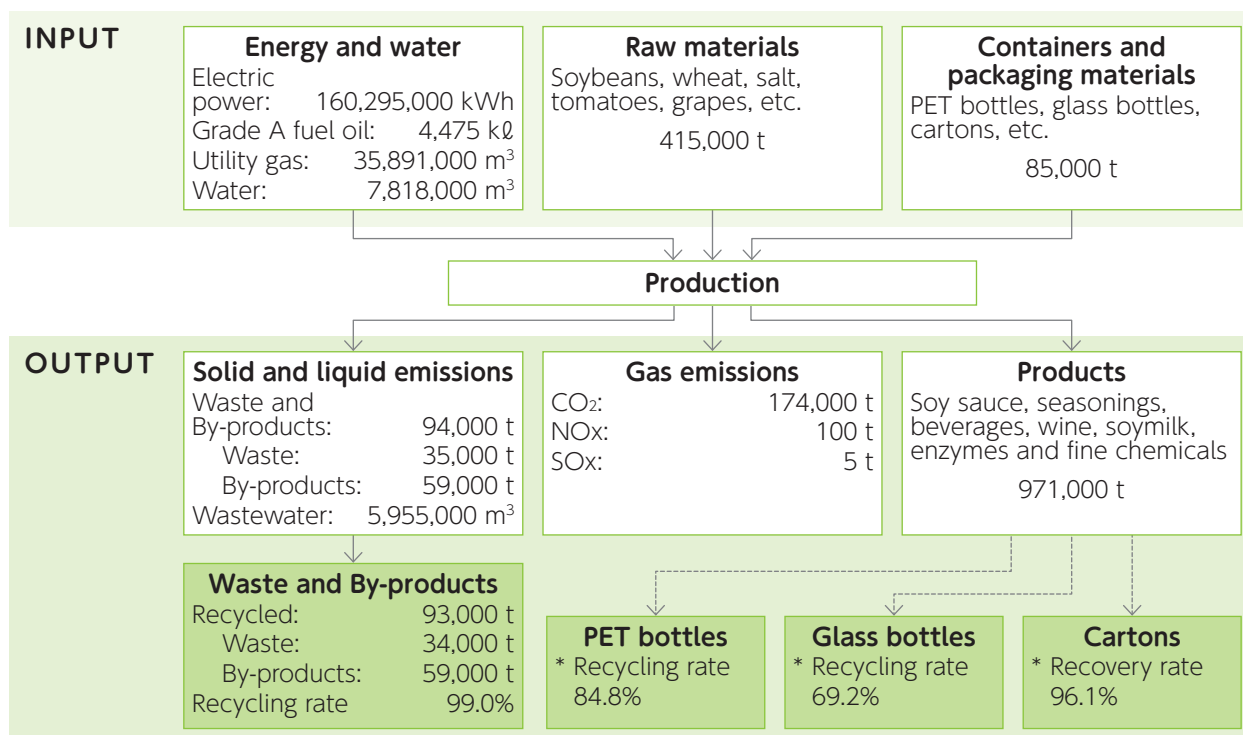 INPUT
Energy and water
Electric
power: 160,295,000 kWh
Grade A fuel oil: 4,475 kℓ
Utility gas: 35,891,000 m³
Water: 7,818,000 m³
Raw materials
Soybeans, wheat, salt,
tomatoes, grapes, etc.
415,000 t
Containers and
packaging materials
PET bottles, glass bottles,
cartons, etc.
85,000 t
Production
OUTPUT
Solid and liquid emissions
Waste and
By-products: 94,000 t
Waste: 35,000 t
By-products: 59,000 t
Wastewater: 5,955,000 m³
Gas emissions
CO₂: 174,000 t
NOx: 100 t
SOx: 5 t
Products
Soy sauce, seasonings,
beverages, wine, soymilk,
enzymes and fine chemicals
971,000 t
Waste and By-products
Recycled: 93,000 t
Waste: 34,000 t
By-products: 59,000 t
Recycling rate 99.0%
PET bottles
* Recycling rate
84.8%
Glass bottles
* Recycling rate
69.2%
Cartons
* Recovery rate
96.1%